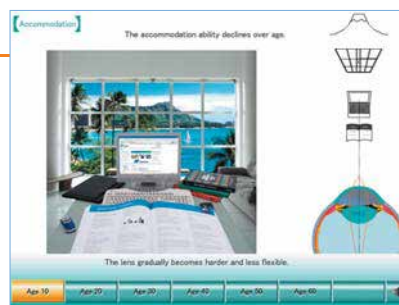 【Accommodation】
The accommodation ability declines over age.
The lens gradually becomes harder and less flexible.
Age 10
Age 20
Age 30
Age 40
Age 50
Age 60